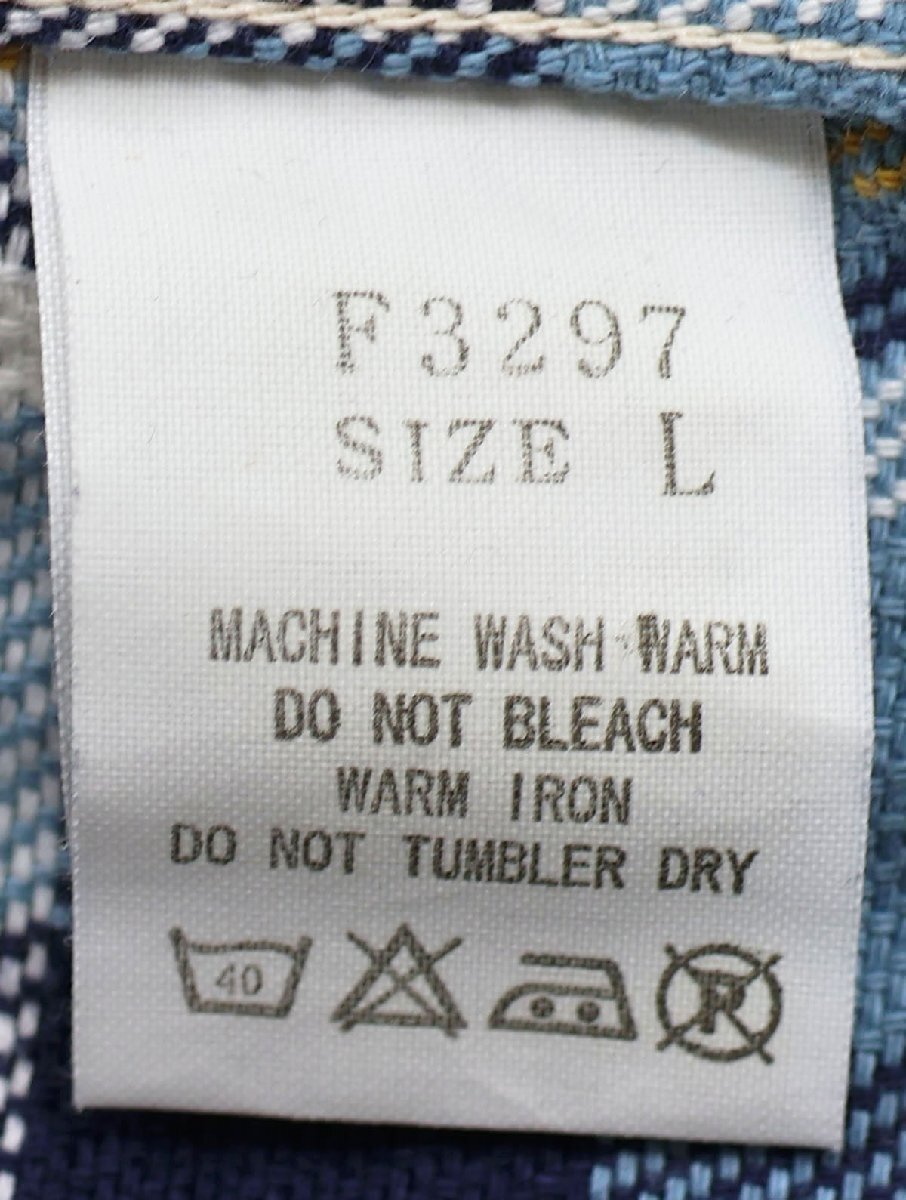 F3297
SIZE L
MACHINE WASH WARM
DO NOT BLEACH
WARM IRON
DO NOT TUMBLER DRY
40